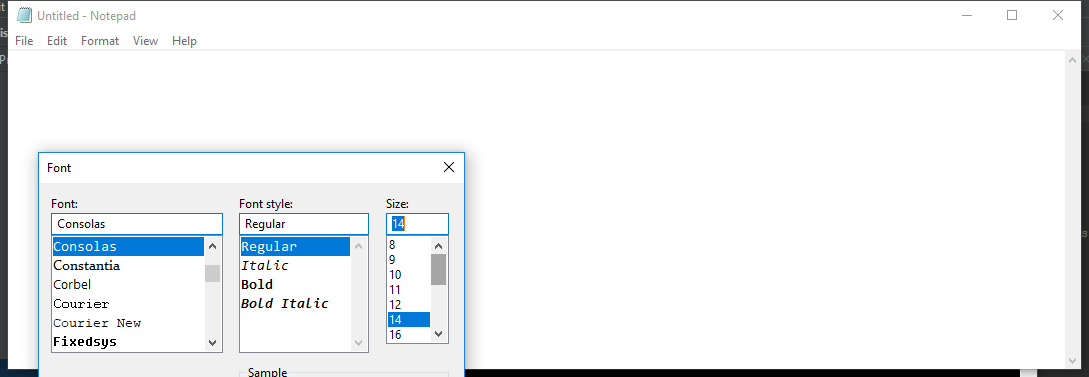 Untitled - Notepad
File Edit Format View Help
Font
Font: Font style: Size:
Consolas Regular 14
Consolas Regular 8
Constantia Italic 9
Corbel Bold 10
Courier Bold Italic 11
Courier New 12
Fixedsys 14
16
Sample